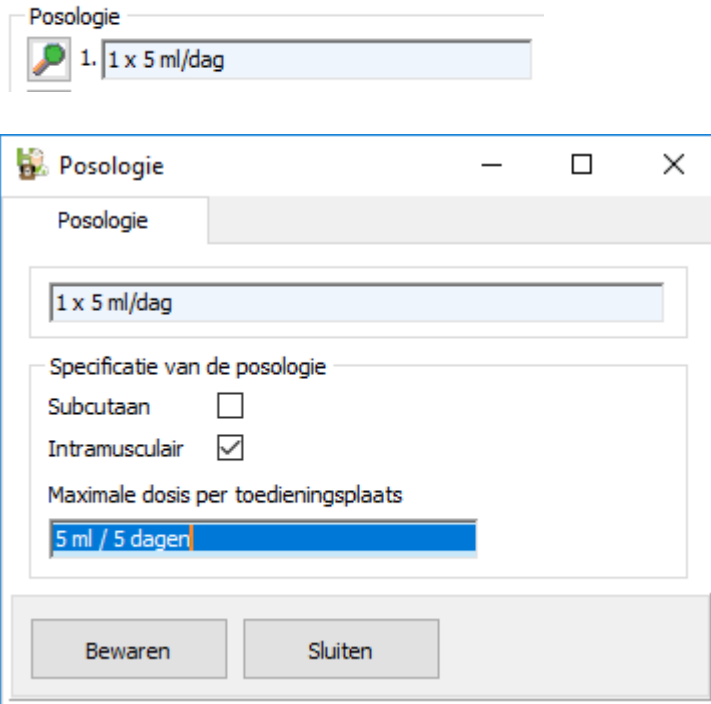 Posologie
1. 1 x 5 ml/dag
Posologie
Posologie
1 x 5 ml/dag
Specificatie van de posologie
Subcutaan
Intramusculair
Maximale dosis per toedieningsplaats
5 ml / 5 dagen
Bewaren Sluiten